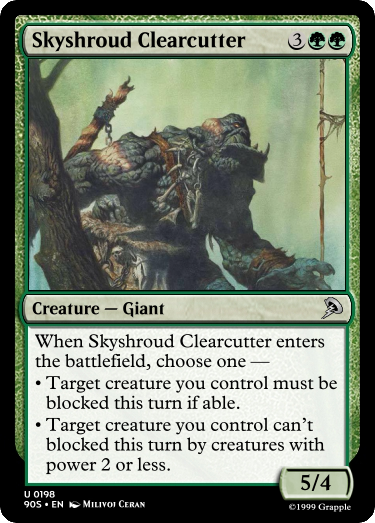 Skyshroud Clearcutter 3
Creature — Giant
When Skyshroud Clearcutter enters
the battlefield, choose one —
• Target creature you control must be
blocked this turn if able.
• Target creature you control can't
blocked this turn by creatures with
power 2 or less.
5/4
U 0198
90S • EN Milivoj Ceran
©1999 Grapple